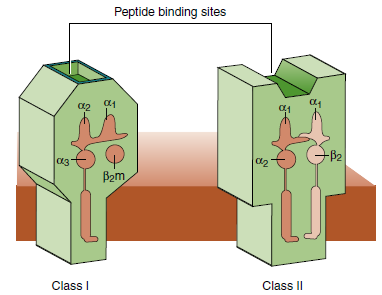 Peptide binding sites
α2 α1
α3
β2m
α1 α1
α2
β2
Class I
Class II